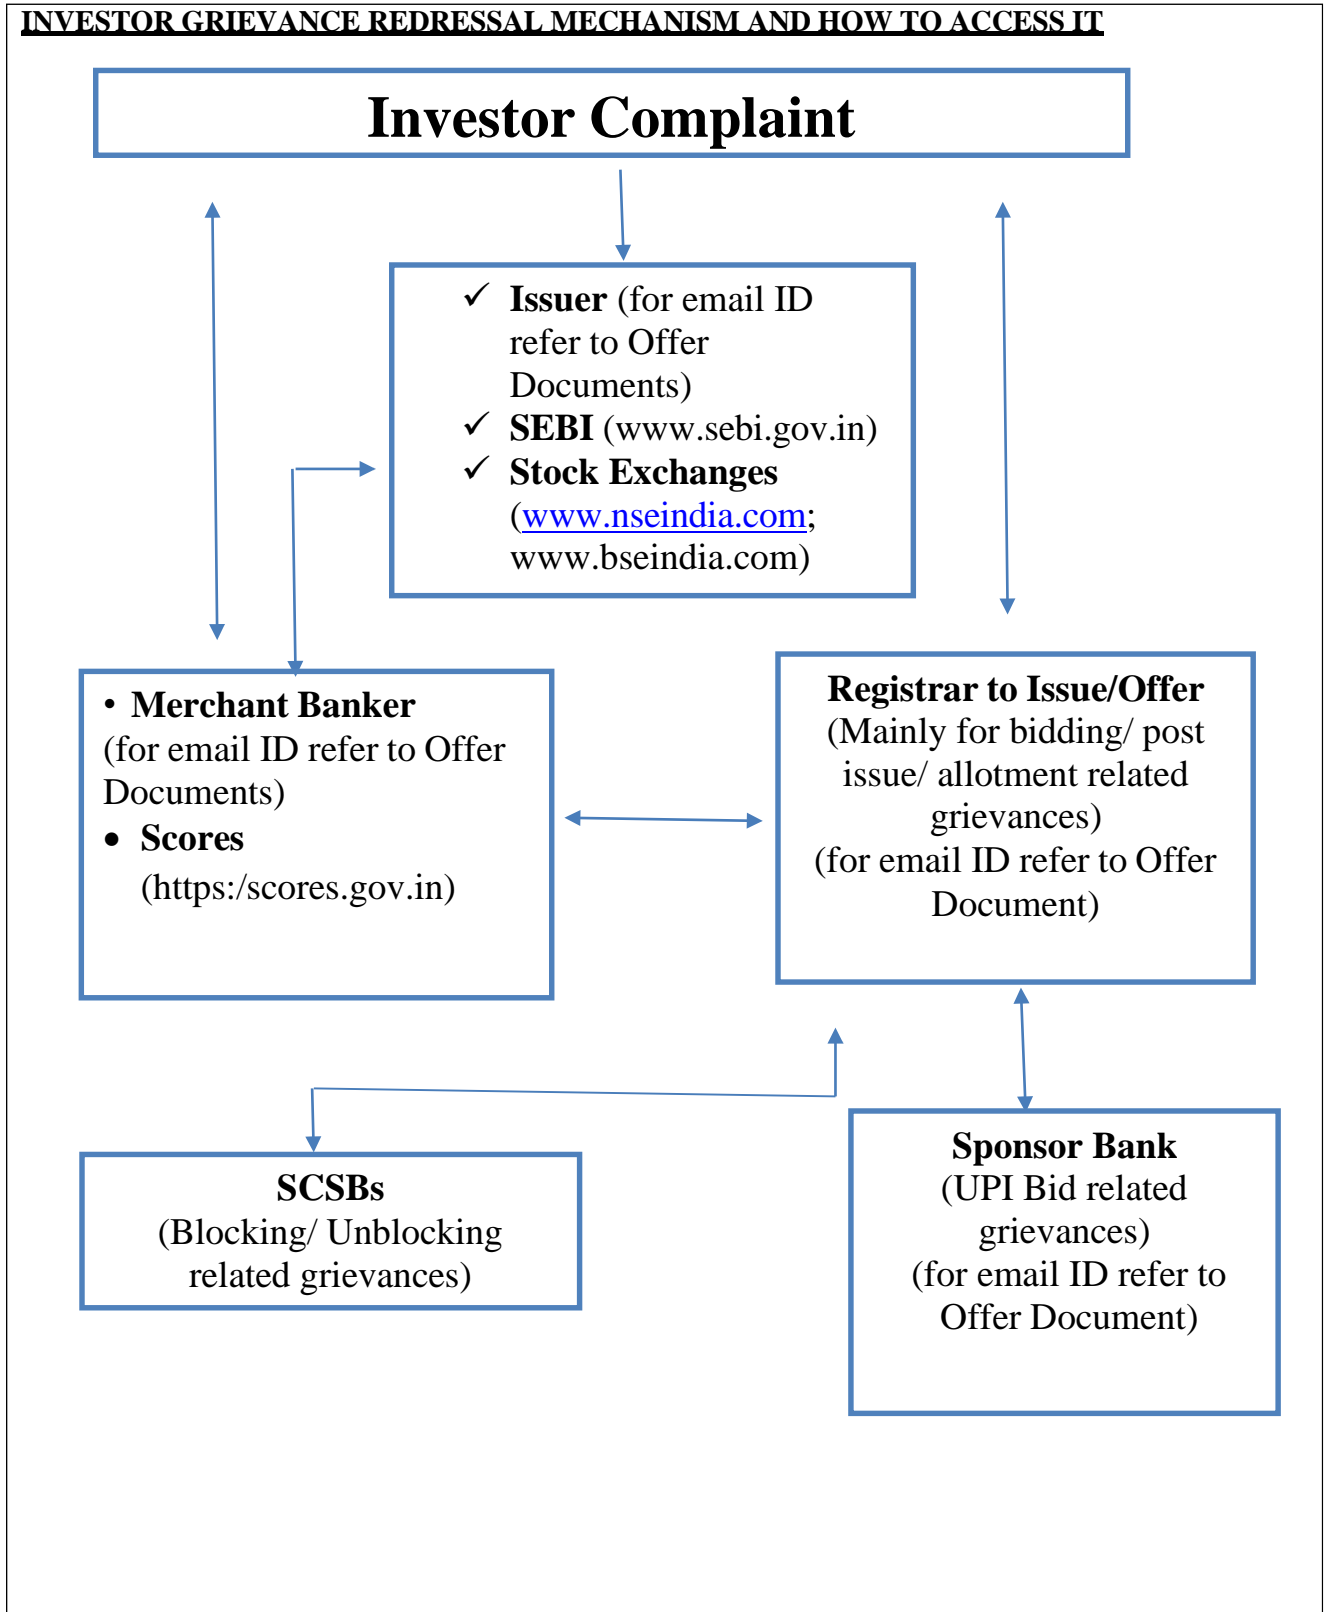 INVESTOR GRIEVANCE REDRESSAL MECHANISM AND HOW TO ACCESS IT
Investor Complaint
✓ Issuer (for email ID
refer to Offer
Documents)
✓ SEBI (www.sebi.gov.in)
✓ Stock Exchanges
(www.nseindia.com;
www.bseindia.com)
• Merchant Banker
(for email ID refer to Offer
Documents)
• Scores
(https:/scores.gov.in)
Registrar to Issue/Offer
(Mainly for bidding/ post
issue/ allotment related
grievances)
(for email ID refer to Offer
Document)
SCSBs
(Blocking/ Unblocking
related grievances)
Sponsor Bank
(UPI Bid related
grievances)
(for email ID refer to
Offer Document)